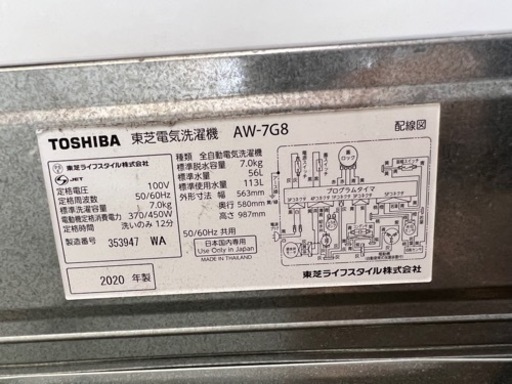 TOSHIBA 東芝電気洗濯機 AW-7G8
配線図
東芝ライフスタイル株式会社
JET
定格電圧 100V
定格周波数 50/60Hz
標準洗濯容量 7.0kg
電動機定格消費電力 370/450W
定格時間 洗いのみ 12分
製造番号 353947 WA
2020 年製
種類 全自動電気洗濯機
標準脱水容量 7.0kg
標準水量 56L
標準使用水量 113L
外形寸法 幅 563mm
奥行 580mm
高さ 987mm
50/60Hz 共用
日本国内専用
Use Only in Japan
MADE IN THAILAND
プログラムタイマ
東芝ライフスタイル株式会社